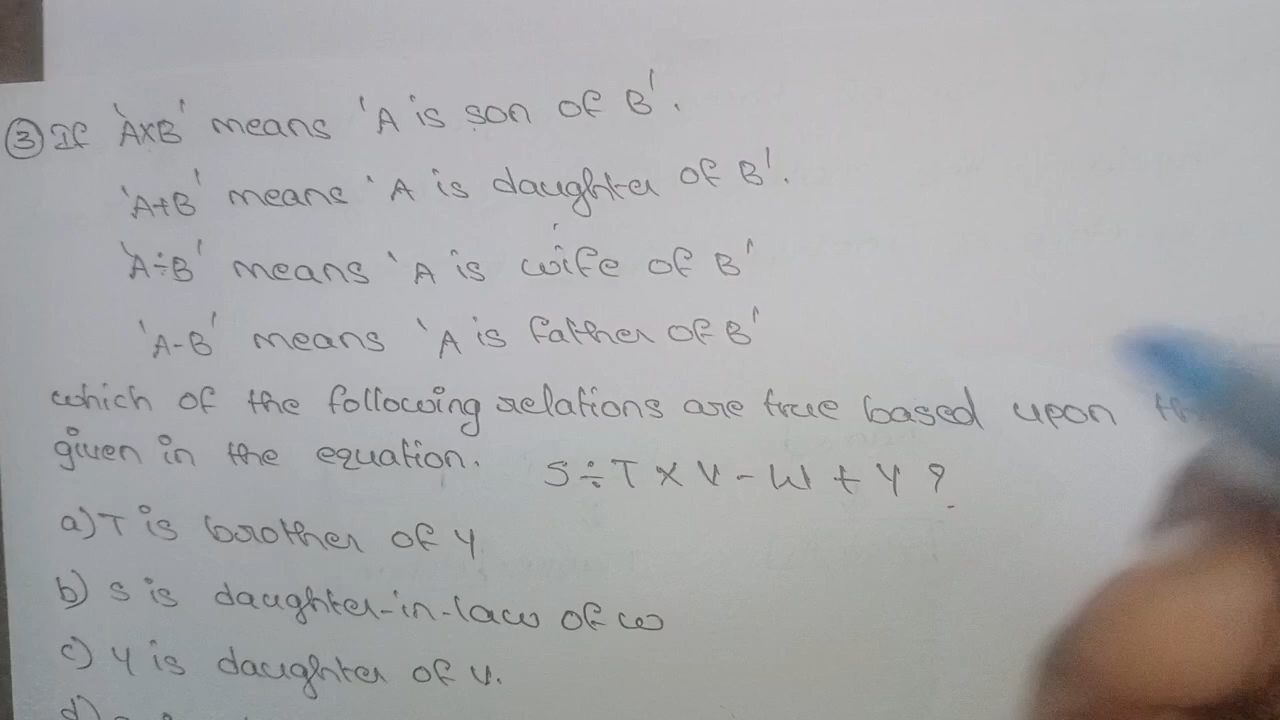 ③ If 'A×B' means 'A is son of B'.
'A+B' means 'A is daughter of B'.
'A÷B' means 'A is wife of B'
'A-B' means 'A is father of B'
which of the following relations are true based upon
given in the equation. S÷T×V-W+Y?
a) T is brother of Y
b) S is daughter-in-law of w
c) Y is daughter of V.
d)